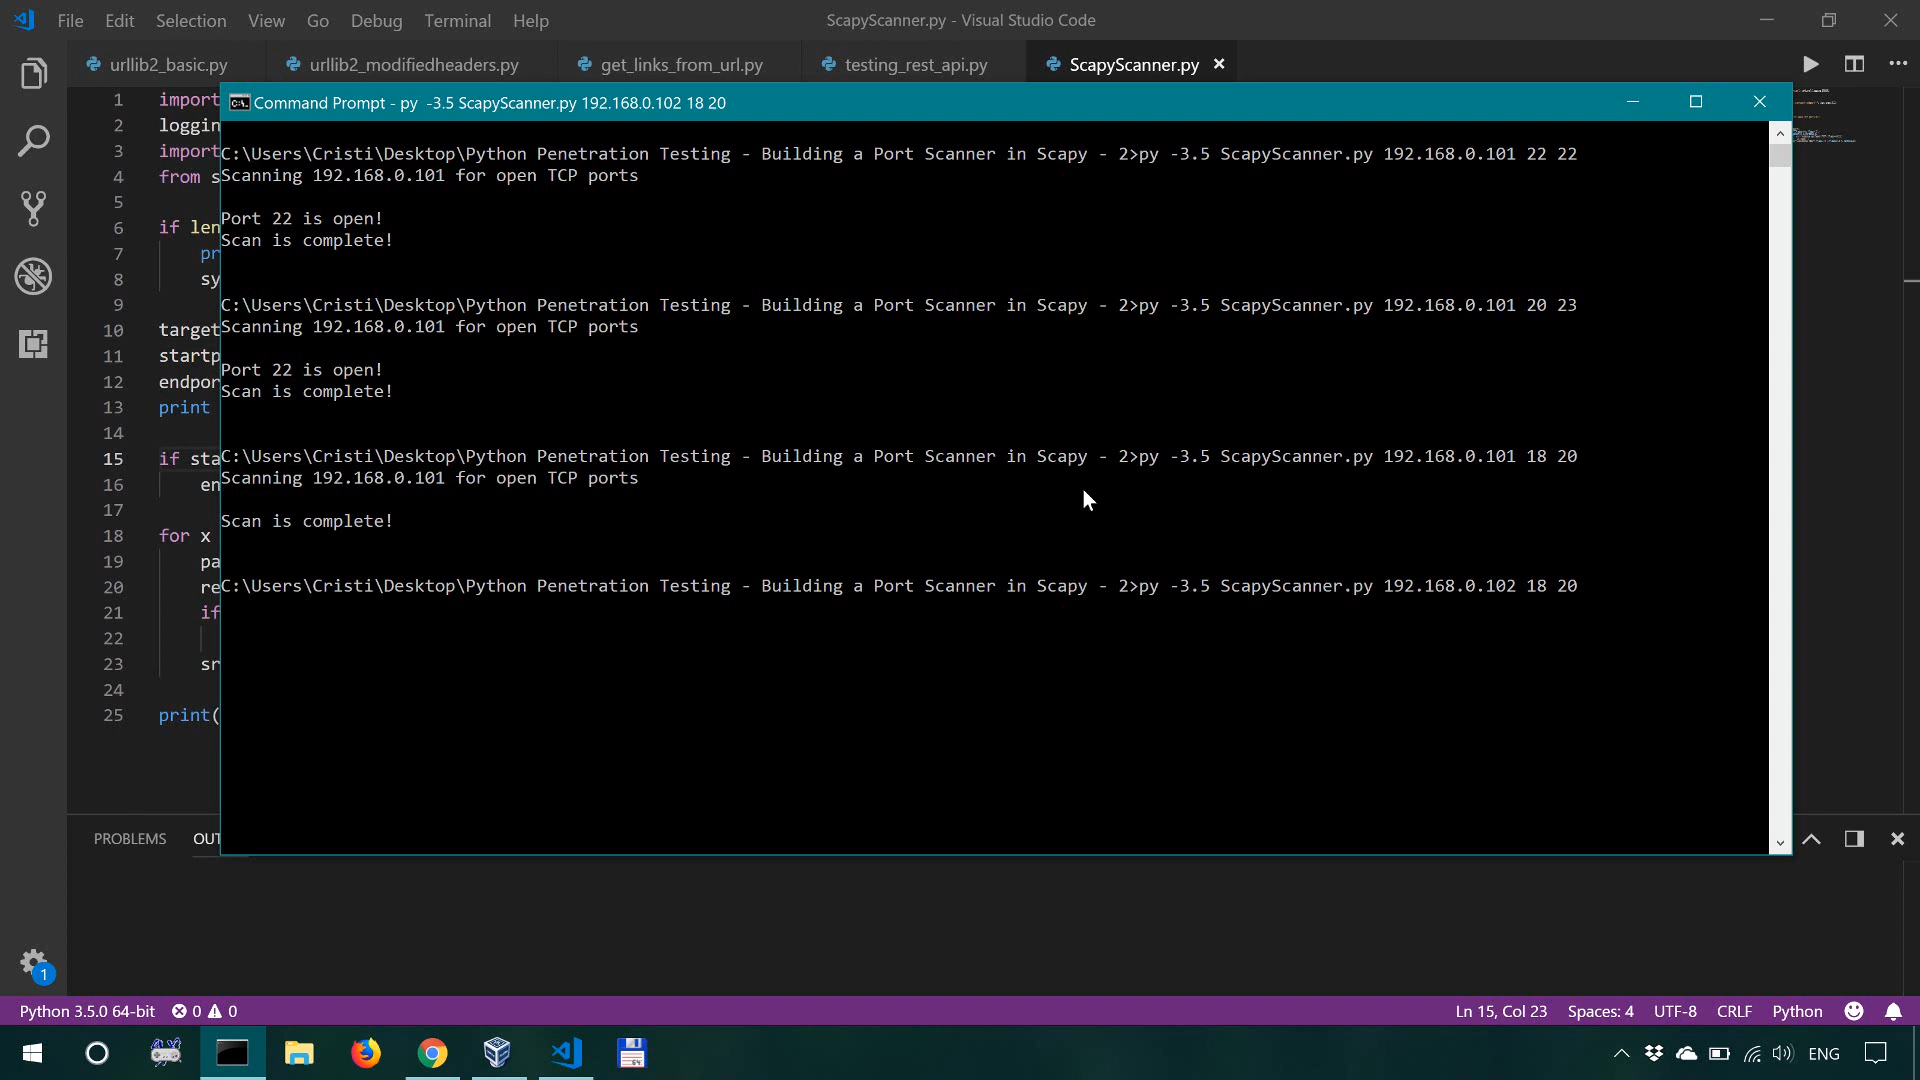 File Edit Selection View Go Debug Terminal Help
ScapyScanner.py - Visual Studio Code
urllib2_basic.py urllib2_modifiedheaders.py get_links_from_url.py testing_rest_api.py ScapyScanner.py
Command Prompt - py -3.5 ScapyScanner.py 192.168.0.102 18 20
C:\Users\Cristi\Desktop\Python Penetration Testing - Building a Port Scanner in Scapy - 2>py -3.5 ScapyScanner.py 192.168.0.101 22 22
Scanning 192.168.0.101 for open TCP ports
Port 22 is open!
Scan is complete!
C:\Users\Cristi\Desktop\Python Penetration Testing - Building a Port Scanner in Scapy - 2>py -3.5 ScapyScanner.py 192.168.0.101 20 23
Scanning 192.168.0.101 for open TCP ports
Port 22 is open!
Scan is complete!
C:\Users\Cristi\Desktop\Python Penetration Testing - Building a Port Scanner in Scapy - 2>py -3.5 ScapyScanner.py 192.168.0.101 18 20
Scanning 192.168.0.101 for open TCP ports
Scan is complete!
C:\Users\Cristi\Desktop\Python Penetration Testing - Building a Port Scanner in Scapy - 2>py -3.5 ScapyScanner.py 192.168.0.102 18 20
1 import
2 loggin
3 import
4 from s
5
6 if len
7 pr
8 sy
9
10 target
11 startp
12 endpor
13 print
14
15 if sta
16 en
17
18 for x
19 pa
20 re
21 if
22
23 sr
24
25 print(
PROBLEMS OUT
1
Python 3.5.0 64-bit 0 0
Ln 15, Col 23 Spaces: 4 UTF-8 CRLF Python
64
ENG